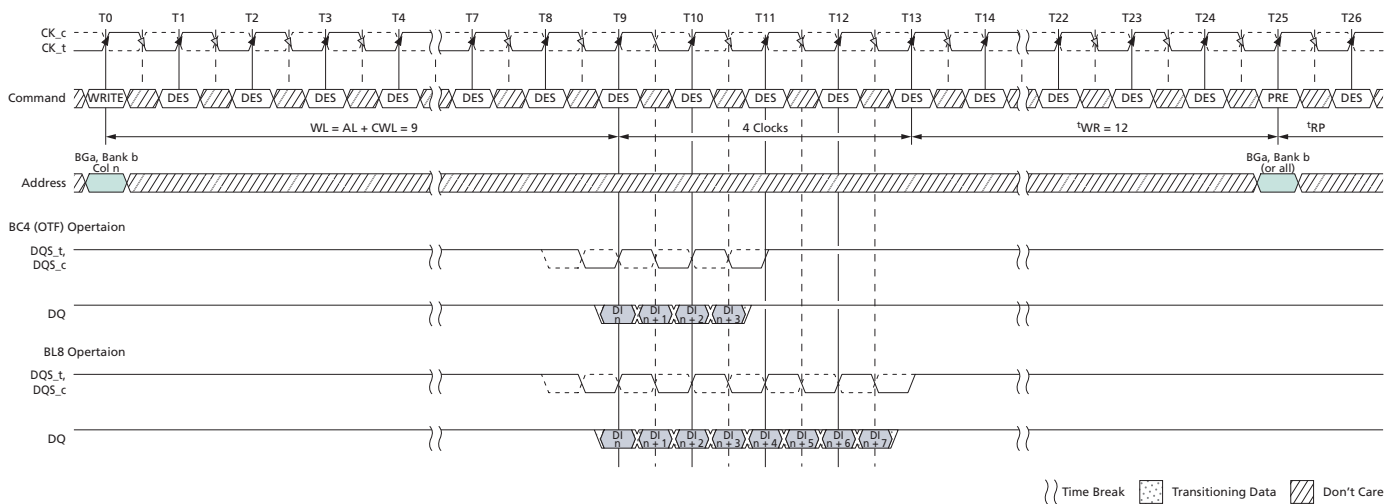 T0 T1 T2 T3 T4 T7 T8 T9 T10 T11 T12 T13 T14 T22 T23 T24 T25 T26
CK_c
CK_t
Command WRITE DES DES DES DES DES DES DES DES DES DES DES DES DES DES DES PRE DES
WL = AL + CWL = 9 4 Clocks tWR = 12 tRP
BGa, Bank b
Col n
BGa, Bank b
(or all)
Address
BC4 (OTF) Opertaion
DQS_t,
DQS_c
DQ DI n DI n + 1 DI n + 2 DI n + 3
BL8 Opertaion
DQS_t,
DQS_c
DQ DI n DI n + 1 DI n + 2 DI n + 3 DI n + 4 DI n + 5 DI n + 6 DI n + 7
Time Break Transitioning Data Don't Care